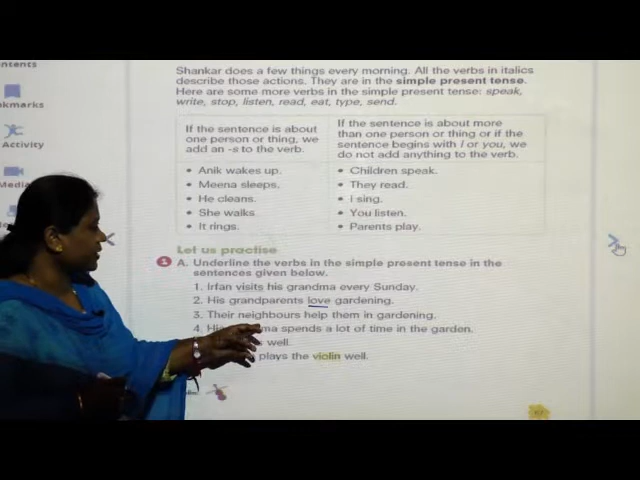 ntents
Shankar does a few things every morning. All the verbs in italics
describe those actions. They are in the simple present tense.
Here are some more verbs in the simple present tense: speak,
write, stop, listen, read, eat, type, send.
okmarks
Activity
Media
If the sentence is about
one person or thing, we
add an -s to the verb.
If the sentence is about more
than one person or thing or if the
sentence begins with I or you, we
do not add anything to the verb.
• Anik wakes up.
• Meena sleeps.
• He cleans.
• She walks
• It rings.
• Children speak.
• They read.
• I sing.
• You listen.
• Parents play.
Let us practise
1 A. Underline the verbs in the simple present tense in the
sentences given below.
1. Irfan visits his grandma every Sunday.
2. His grandparents love gardening.
3. Their neighbours help them in gardening.
4. His spends a lot of time in the garden.
well.
plays the violin well.